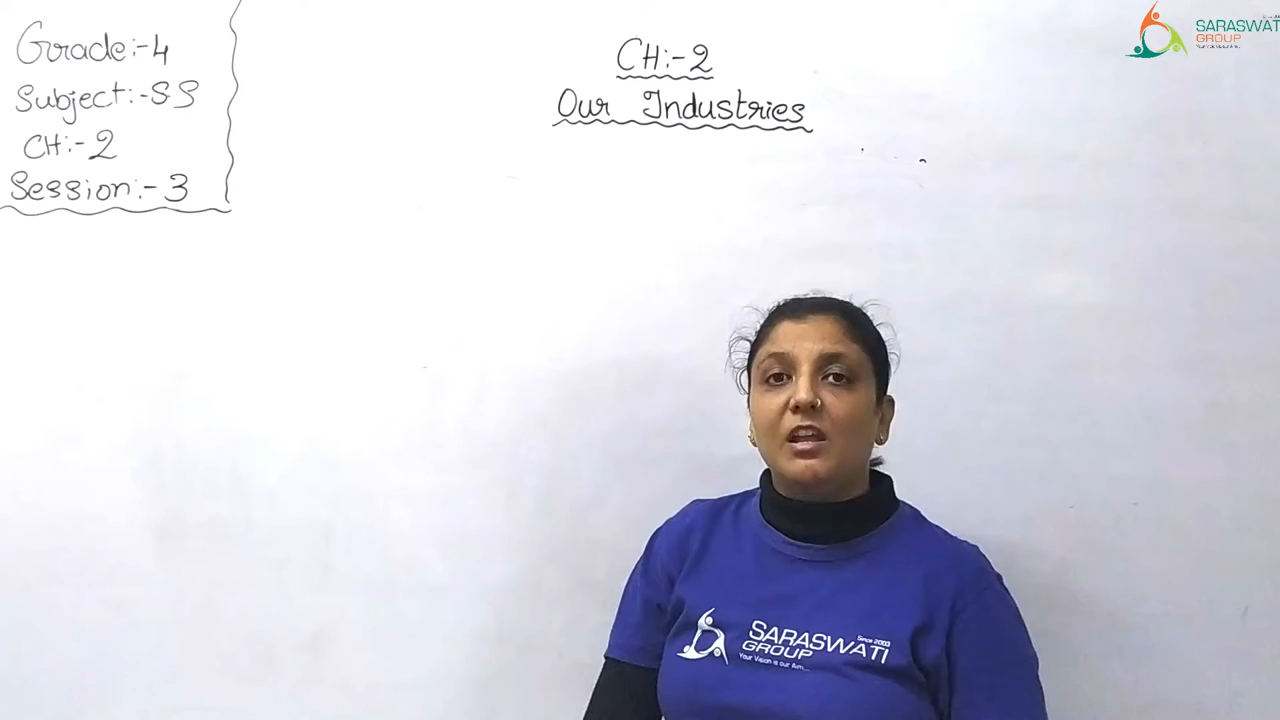 Grade:-4
Subject:-SS
CH:-2
Session:-3
CH:-2
Our Industries
SARASWATI
GROUP
SARASWATI
GROUP
Since 2003
Your Vision is our Aim...